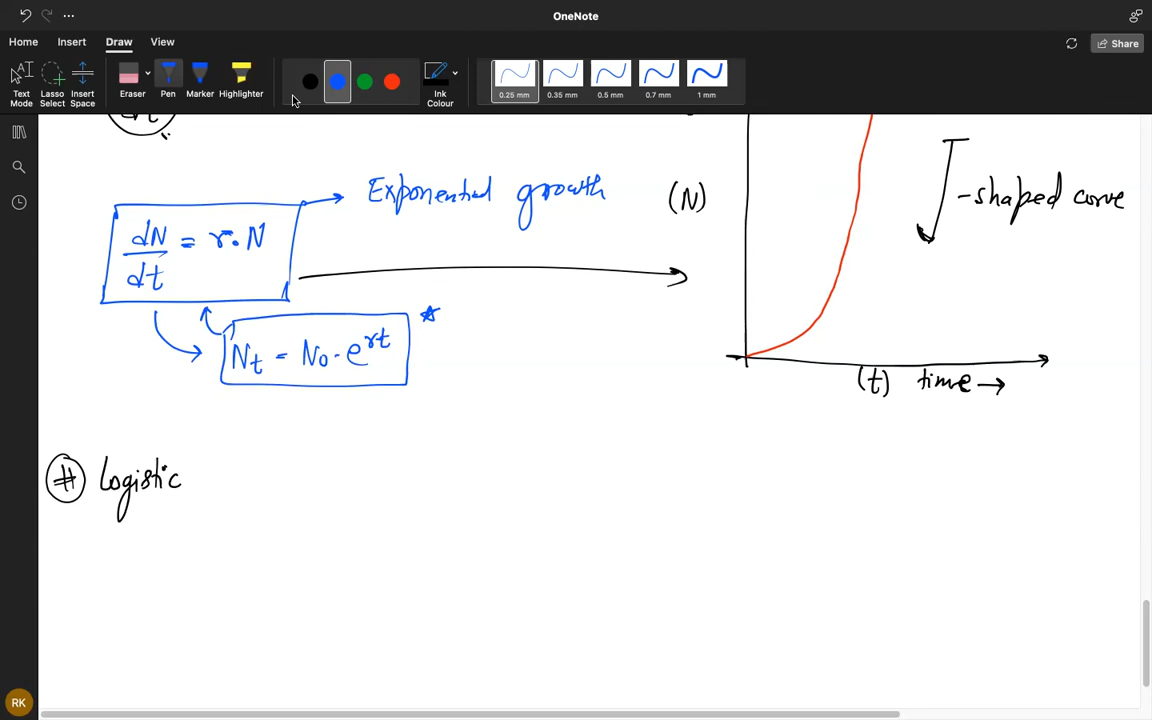 OneNote
Home Insert Draw View
Share
Text Mode
Lasso Select
Insert Space
Eraser
Pen
Marker
Highlighter
Ink Colour
0.25 mm
0.35 mm
0.5 mm
0.7 mm
1 mm
Exponential growth
dN/dt = r. N
Nt = No . e^rt
(N)
J-shaped curve
(t) time →
# Logistic
RK